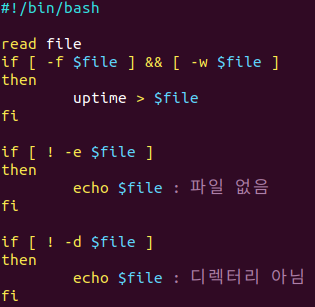 #!/bin/bash

read file
if [ -f $file ] && [ -w $file ]
then
        uptime > $file
fi

if [ ! -e $file ]
then
        echo $file : 파일 없음
fi

if [ ! -d $file ]
then
        echo $file : 디렉터리 아님
fi